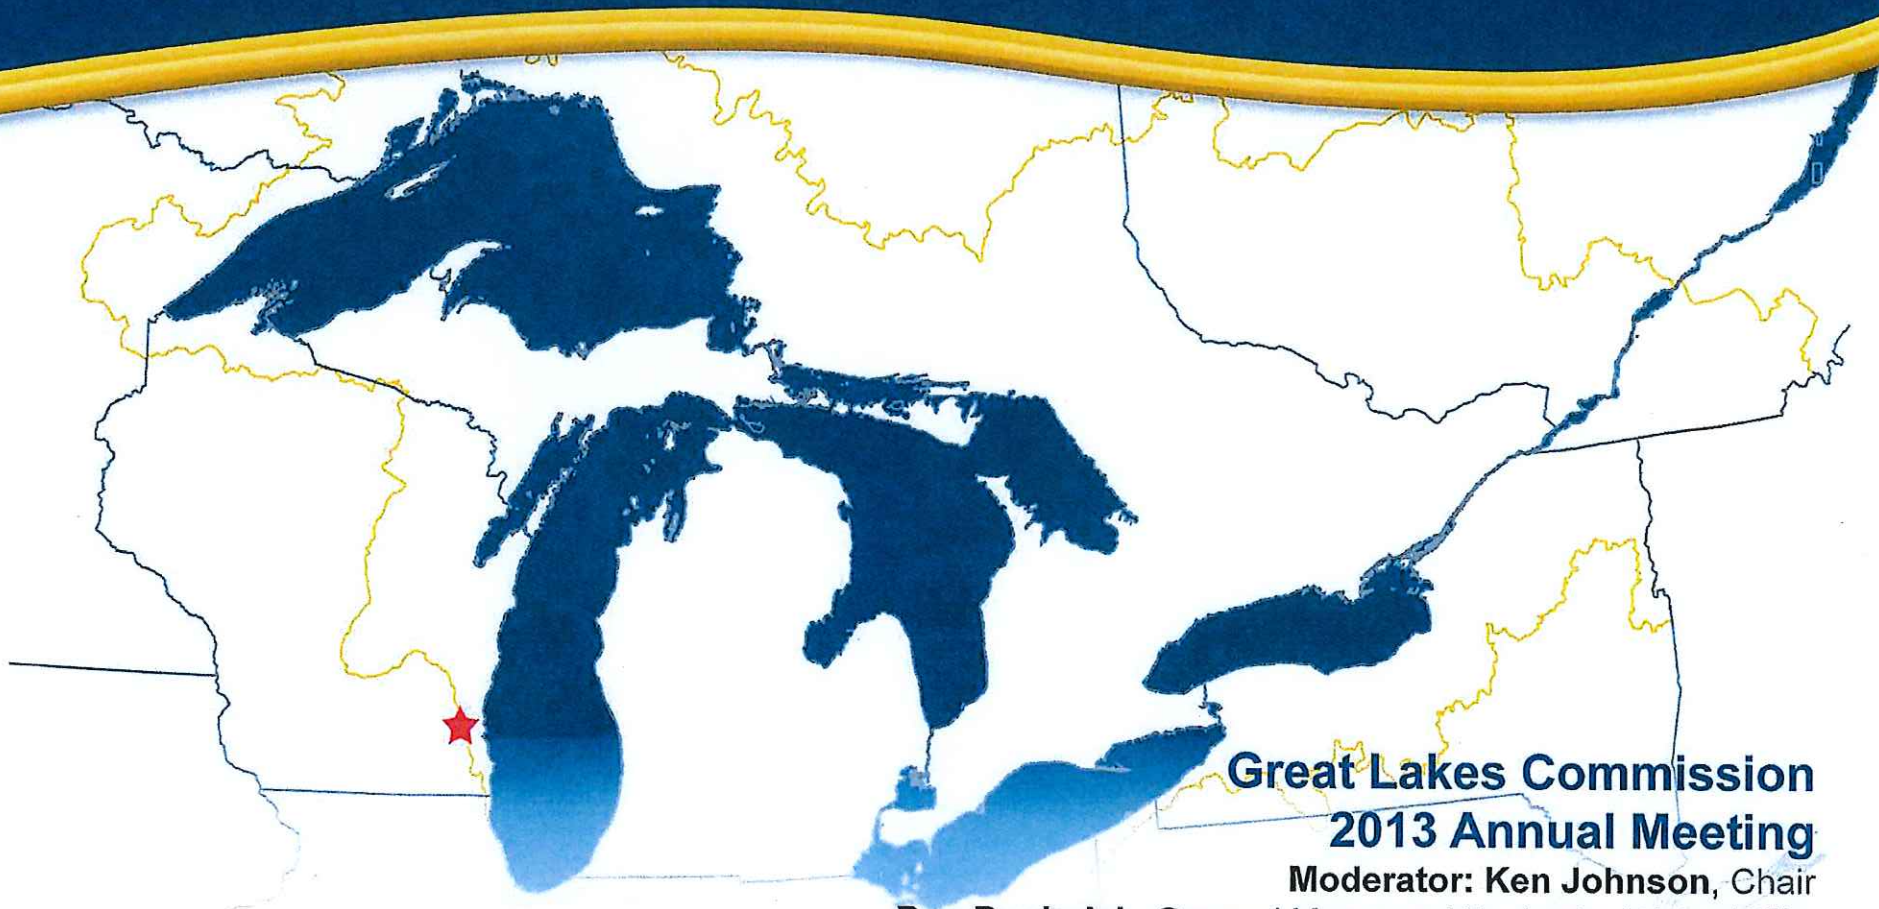 Great Lakes Commission
2013 Annual Meeting
Moderator: Ken Johnson, Chair